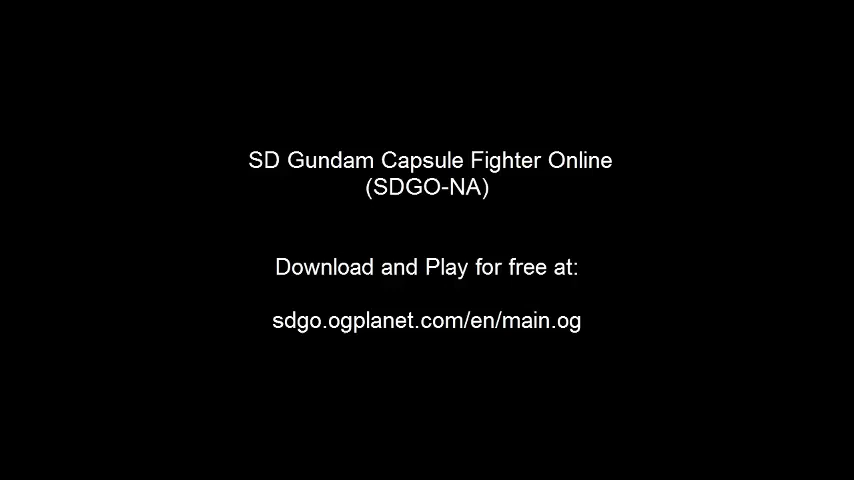 SD Gundam Capsule Fighter Online
(SDGO-NA)
Download and Play for free at:
sdgo.ogplanet.com/en/main.og